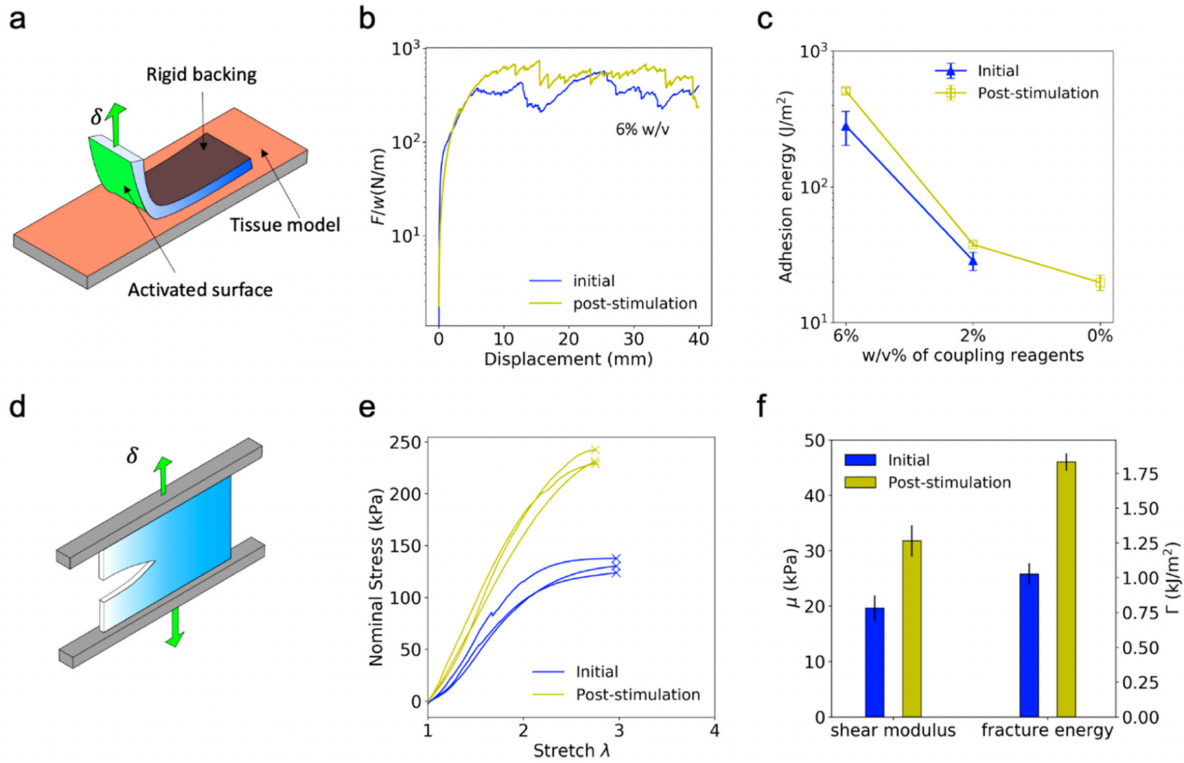 a
Rigid backing
δ
Tissue model
Activated surface
b
10³
10²
10¹
F/w(N/m)
6% w/v
initial
post-stimulation
0 10 20 30 40
Displacement (mm)
c
10³
10²
10¹
Adhesion energy (J/m²)
Initial
Post-stimulation
6% 2% 0%
w/v% of coupling reagents
d
δ
e
250
200
150
100
50
0
Nominal Stress (kPa)
Initial
Post-stimulation
1 2 3 4
Stretch λ
f
50
40
30
20
10
0
μ (kPa)
Initial
Post-stimulation
1.75
1.50
1.25
1.00
0.75
0.50
0.25
0.00
Γ (kJ/m²)
shear modulus fracture energy